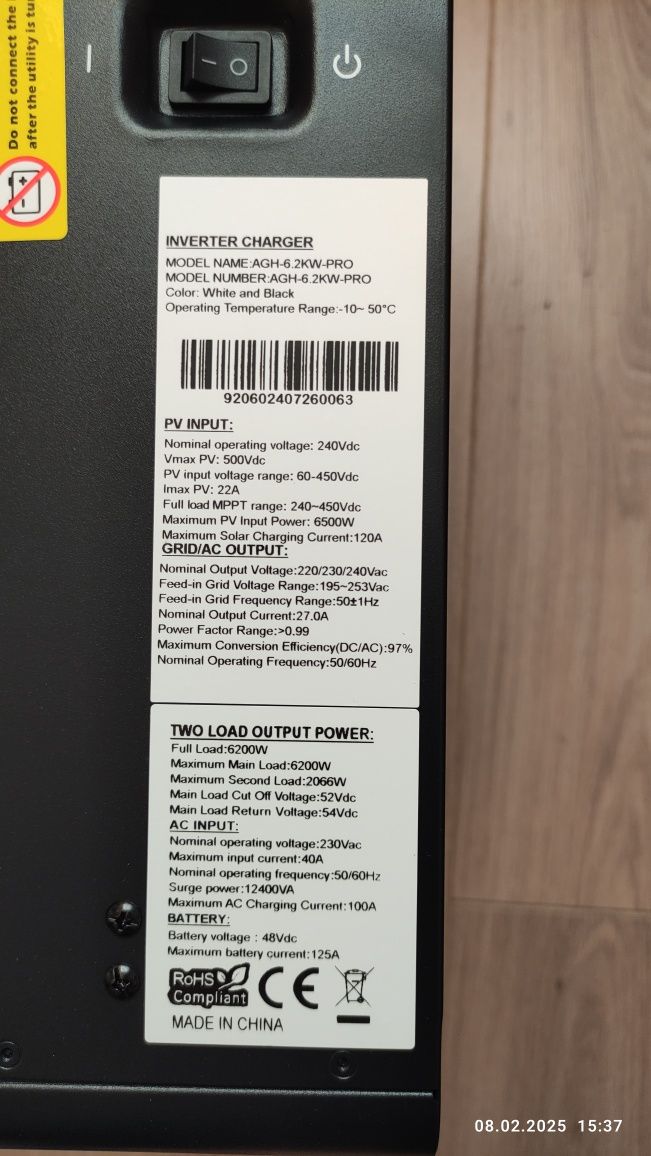 Do not connect the
after the utility is tu
INVERTER CHARGER
MODEL NAME:AGH-6.2KW-PRO
MODEL NUMBER:AGH-6.2KW-PRO
Color: White and Black
Operating Temperature Range:-10~ 50°C
920602407260063
PV INPUT:
Nominal operating voltage: 240Vdc
Vmax PV: 500Vdc
PV input voltage range: 60-450Vdc
Imax PV: 22A
Full load MPPT range: 240~450Vdc
Maximum PV Input Power: 6500W
Maximum Solar Charging Current:120A
GRID/AC OUTPUT:
Nominal Output Voltage:220/230/240Vac
Feed-in Grid Voltage Range:195~253Vac
Feed-in Grid Frequency Range:50±1Hz
Nominal Output Current:27.0A
Power Factor Range:>0.99
Maximum Conversion Efficiency(DC/AC):97%
Nominal Operating Frequency:50/60Hz
TWO LOAD OUTPUT POWER:
Full Load:6200W
Maximum Main Load:6200W
Maximum Second Load:2066W
Main Load Cut Off Voltage:52Vdc
Main Load Return Voltage:54Vdc
AC INPUT:
Nominal operating voltage:230Vac
Maximum input current:40A
Nominal operating frequency:50/60Hz
Surge power:12400VA
Maximum AC Charging Current:100A
BATTERY:
Battery voltage : 48Vdc
Maximum battery current:125A
RoHS
Compliant
CE
MADE IN CHINA
08.02.2025 15:37